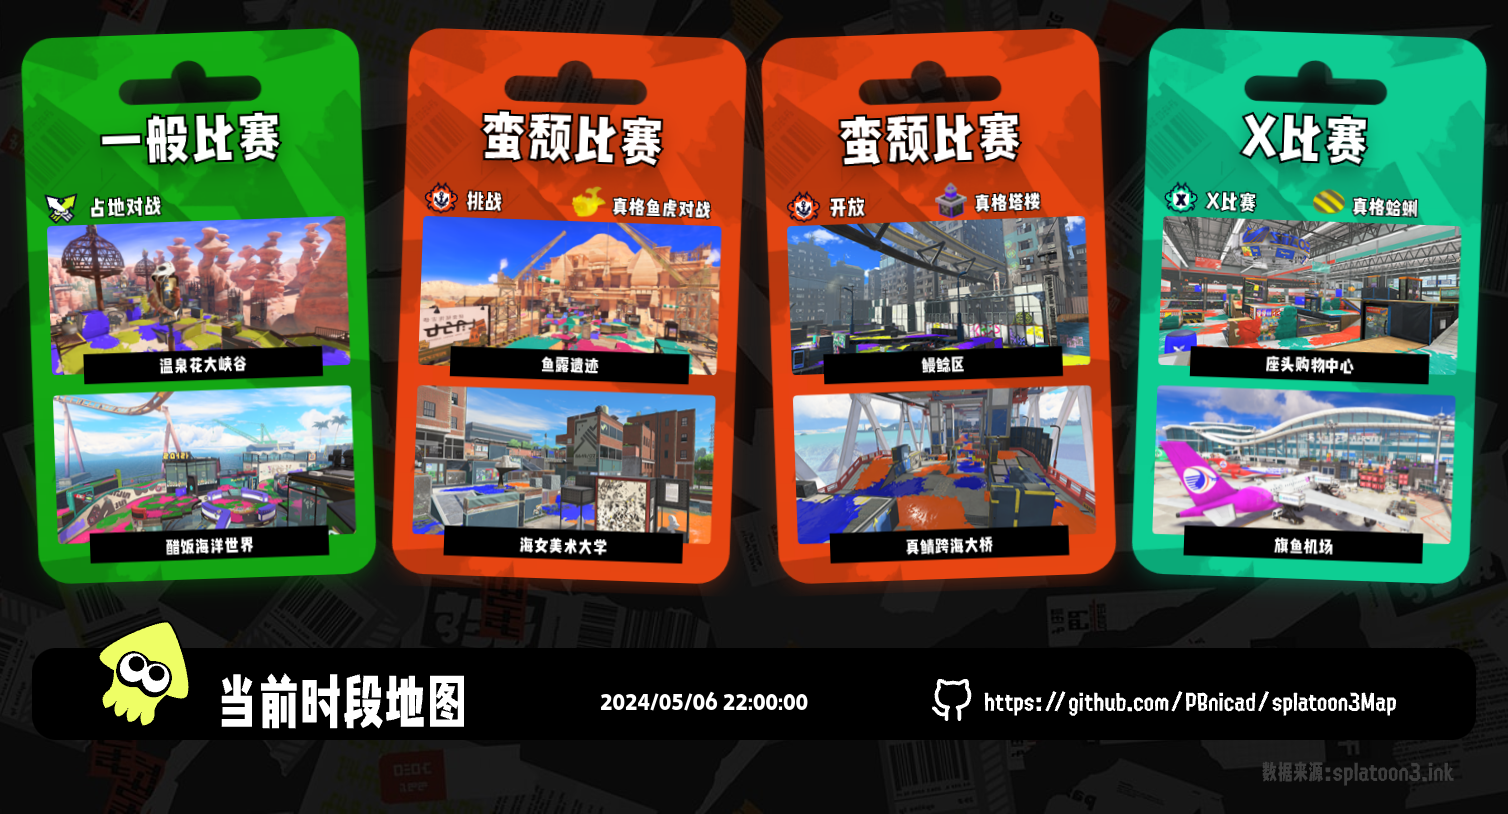 一般比赛
占地对战
温泉花大峡谷
醋饭海洋世界
蛮颓比赛
挑战
真格鱼虎对战
鱼露遗迹
海女美术大学
蛮颓比赛
开放
真格塔楼
鳗鲶区
真鲭跨海大桥
X比赛
X比赛
真格蛤蜊
座头购物中心
旗鱼机场
当前时段地图
2024/05/06 22:00:00
https://github.com/PBnicad/splatoon3Map
数据来源:splatoon3.ink